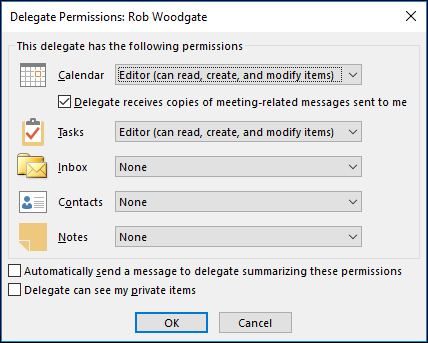 Delegate Permissions: Rob Woodgate
This delegate has the following permissions
Calendar Editor (can read, create, and modify items)
Delegate receives copies of meeting-related messages sent to me
Tasks Editor (can read, create, and modify items)
Inbox None
Contacts None
Notes None
Automatically send a message to delegate summarizing these permissions
Delegate can see my private items
OK Cancel